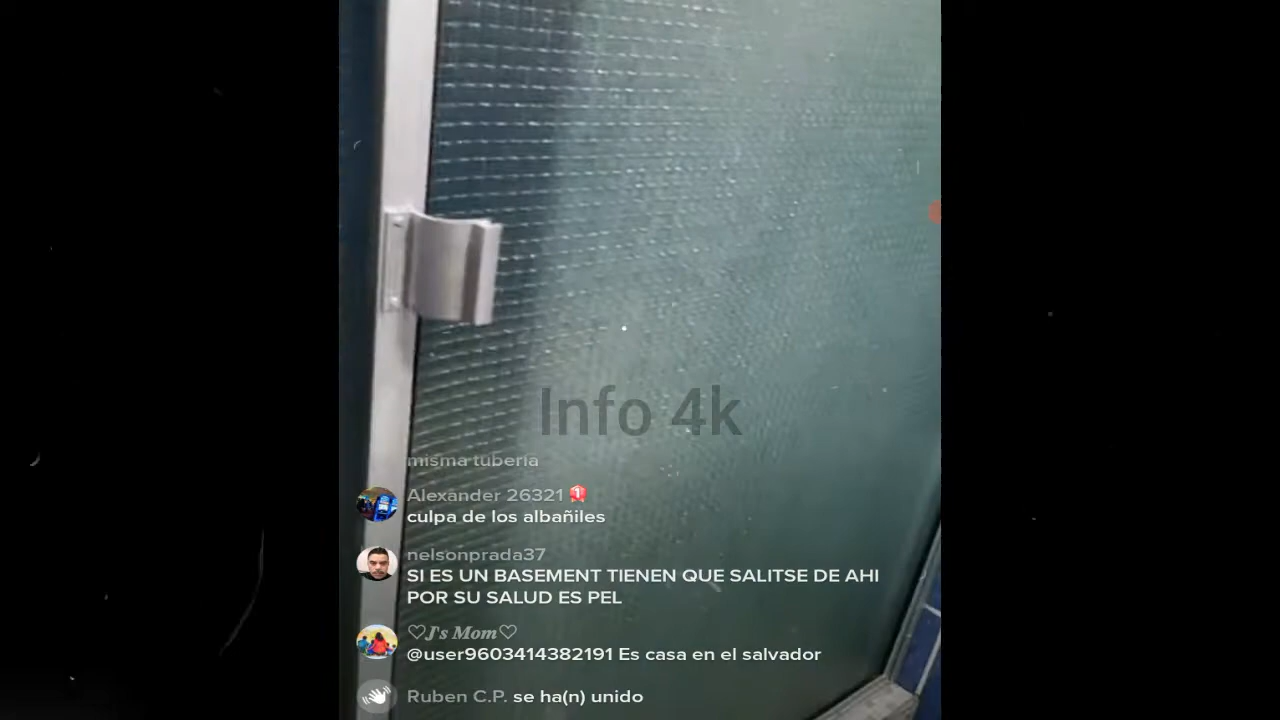 Info 4k
misma tuberia
Alexander 26321 1
culpa de los albañiles
nelsonprada37
SI ES UN BASEMENT TIENEN QUE SALITSE DE AHI
POR SU SALUD ES PEL
♡J's Mom♡
@user9603414382191 Es casa en el salvador
Ruben C.P. se ha(n) unido